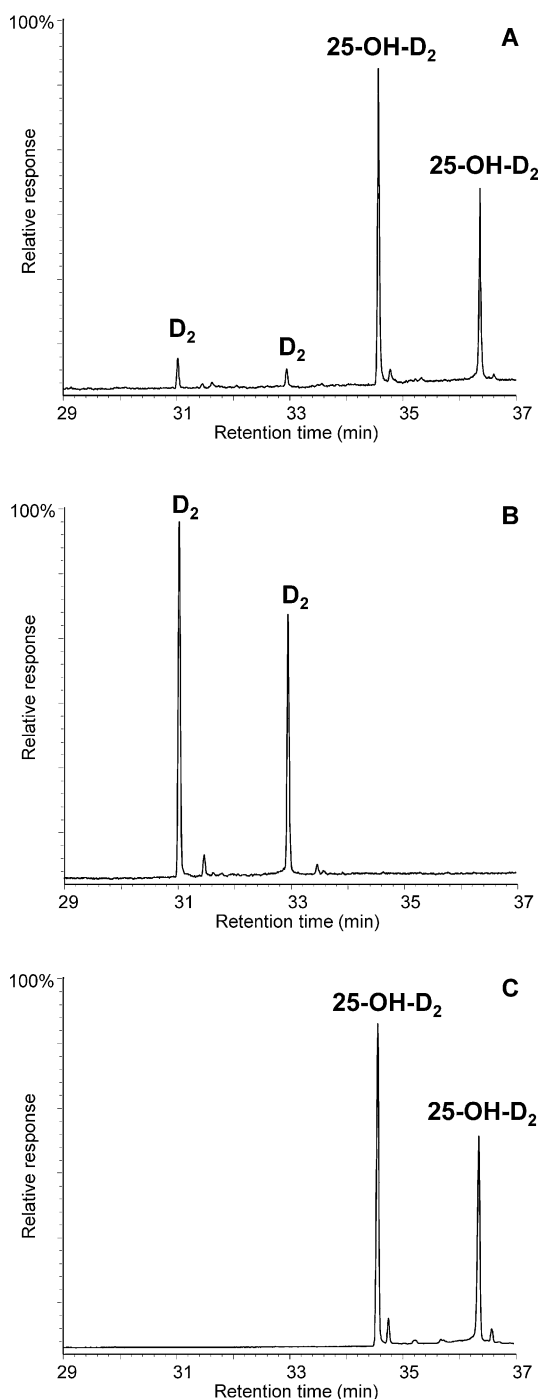 100%
A
25-OH-D₂
25-OH-D₂
D₂
D₂
Relative response
29 31 33 35 37
Retention time (min)
100%
B
D₂
D₂
Relative response
29 31 33 35 37
Retention time (min)
100%
C
25-OH-D₂
25-OH-D₂
Relative response
29 31 33 35 37
Retention time (min)